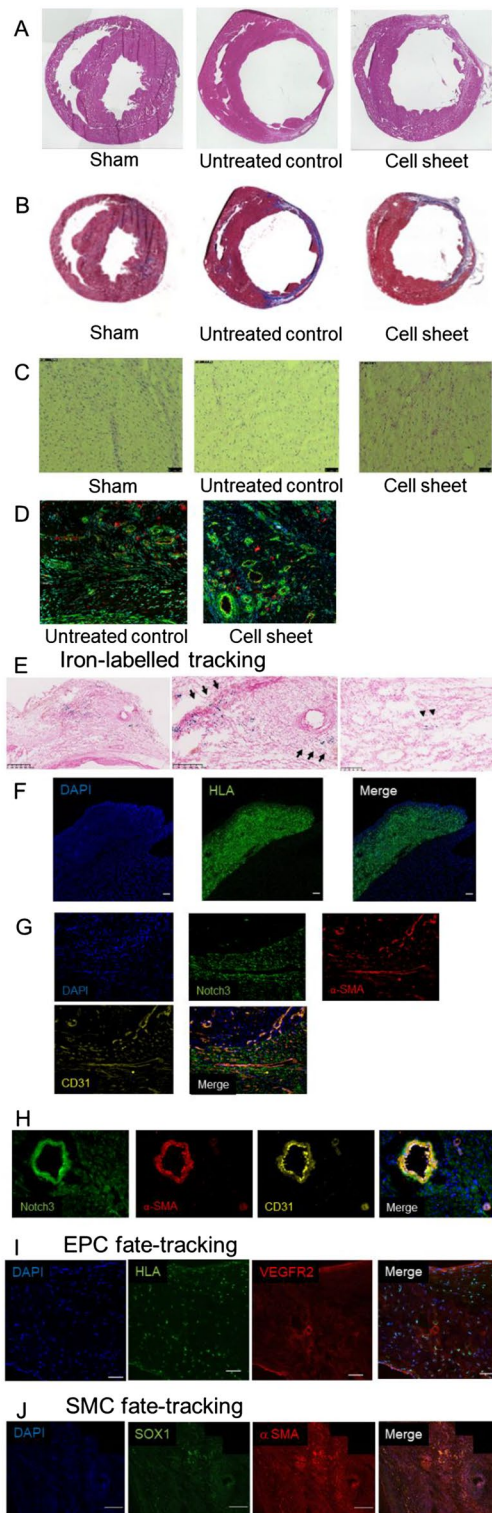 A
Sham Untreated control Cell sheet
B
Sham Untreated control Cell sheet
C
Sham Untreated control Cell sheet
D
Untreated control Cell sheet
E Iron-labelled tracking
F
DAPI HLA Merge
G
DAPI Notch3 α-SMA
CD31 Merge
H
Notch3 α-SMA CD31 Merge
I EPC fate-tracking
DAPI HLA VEGFR2 Merge
J SMC fate-tracking
DAPI SOX1 α SMA Merge